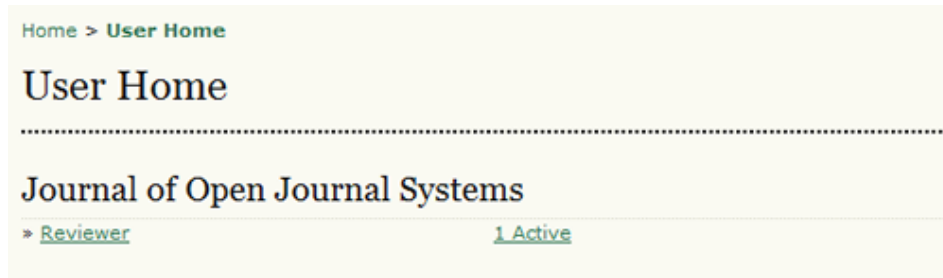 Home > User Home
User Home
Journal of Open Journal Systems
» Reviewer 1 Active